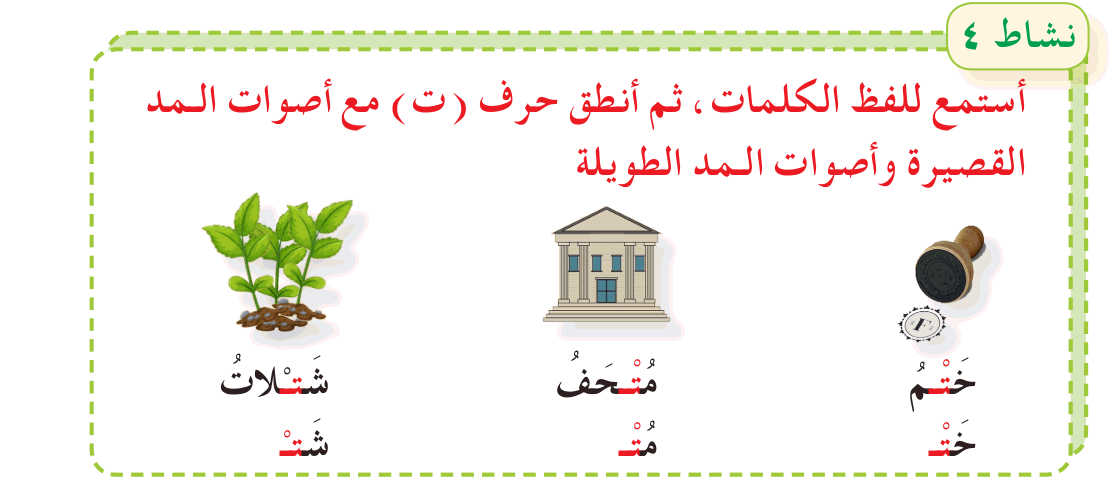 نشاط ٤
أستمع للفظ الكلمات، ثم أنطق حرف (ت) مع أصوات المد
القصيرة وأصوات المد الطويلة
خَتْمُ مُتْحَفُ شَتْلاتُ
خَتْـ مُتْـ شَتْـ